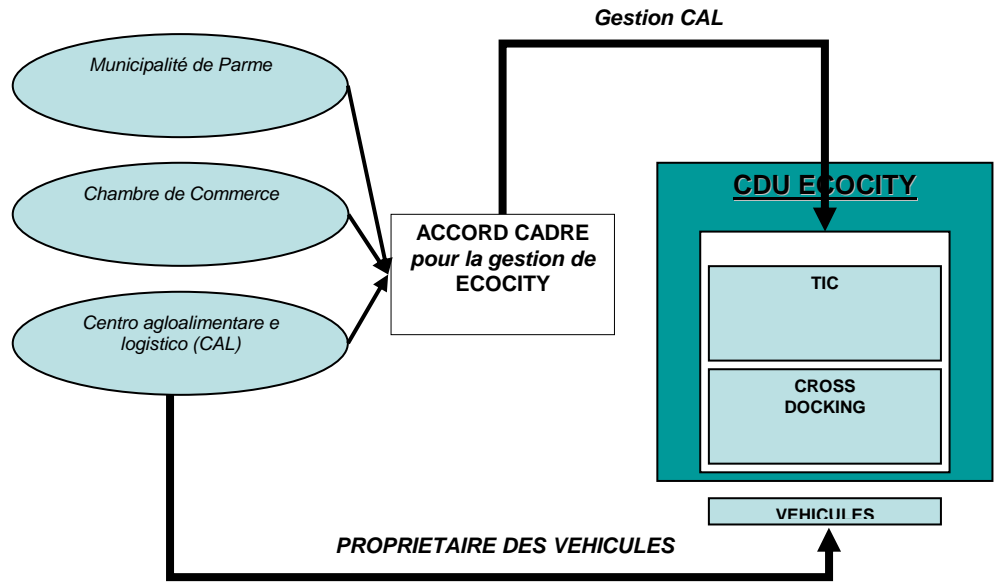 Gestion CAL
Municipalité de Parme
Chambre de Commerce
Centro agloalimentare e
logistico (CAL)
ACCORD CADRE
pour la gestion de
ECOCITY
CDU ECOCITY
TIC
CROSS
DOCKING
VEHICULES
PROPRIETAIRE DES VEHICULES